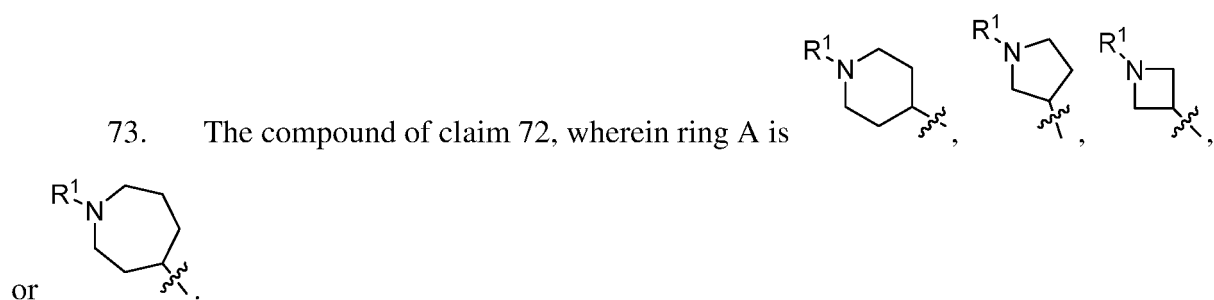 R¹ N R¹ N R¹ N
73. The compound of claim 72, wherein ring A is , , ,
R¹ N
or .